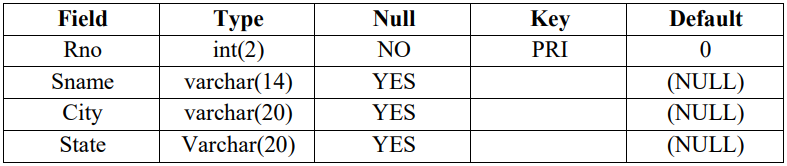 Field Type Null Key Default
Rno int(2) NO PRI 0
Sname varchar(14) YES (NULL)
City varchar(20) YES (NULL)
State Varchar(20) YES (NULL)